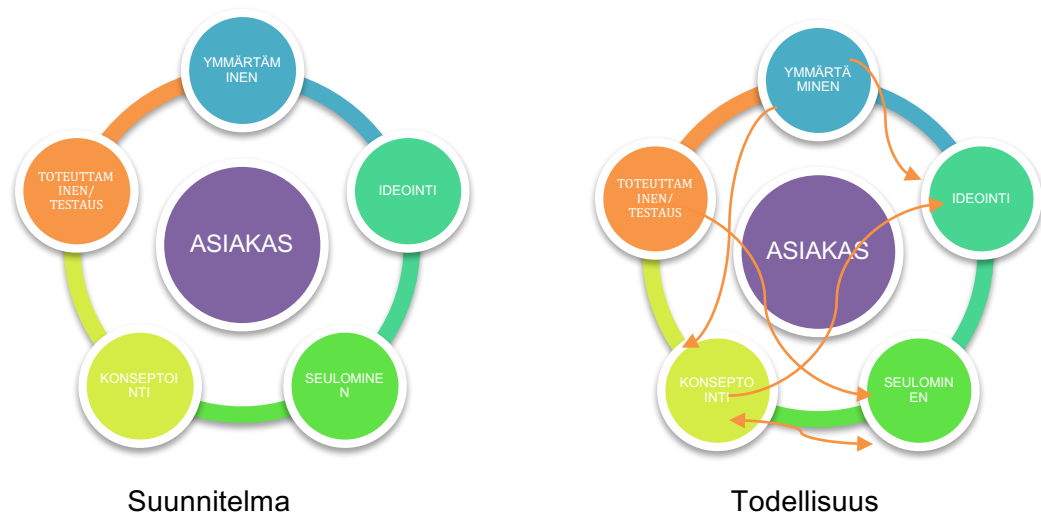 YMMÄRTÄM
INEN
IDEOINTI
SEULOMINE
N
KONSEPTOI
NTI
TOTEUTTAM
INEN/
TESTAUS
ASIAKAS
Suunnitelma
YMMÄRTÄ
MINEN
IDEOINTI
SEULOMIN
EN
KONSEPTO
INTI
TOTEUTTAM
INEN/
TESTAUS
ASIAKAS
Todellisuus